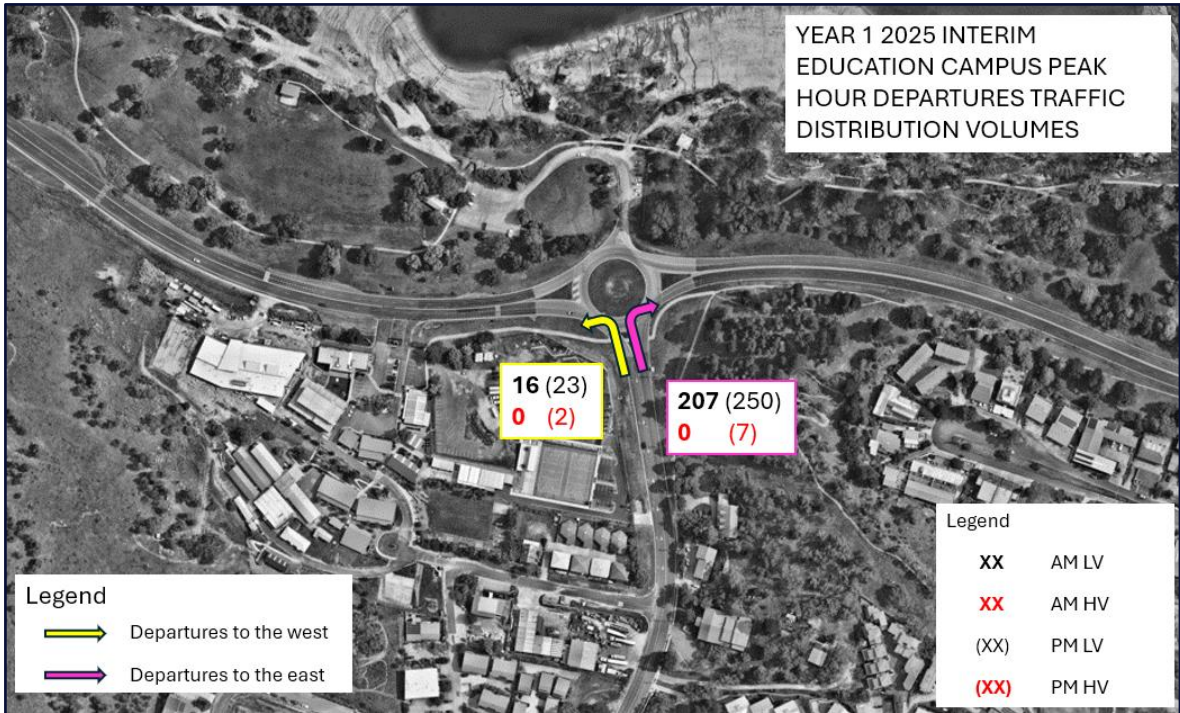 YEAR 1 2025 INTERIM
EDUCATION CAMPUS PEAK
HOUR DEPARTURES TRAFFIC
DISTRIBUTION VOLUMES
16 (23)
0 (2)
207 (250)
0 (7)
Legend
Departures to the west
Departures to the east
Legend
XX AM LV
XX AM HV
(XX) PM LV
(XX) PM HV